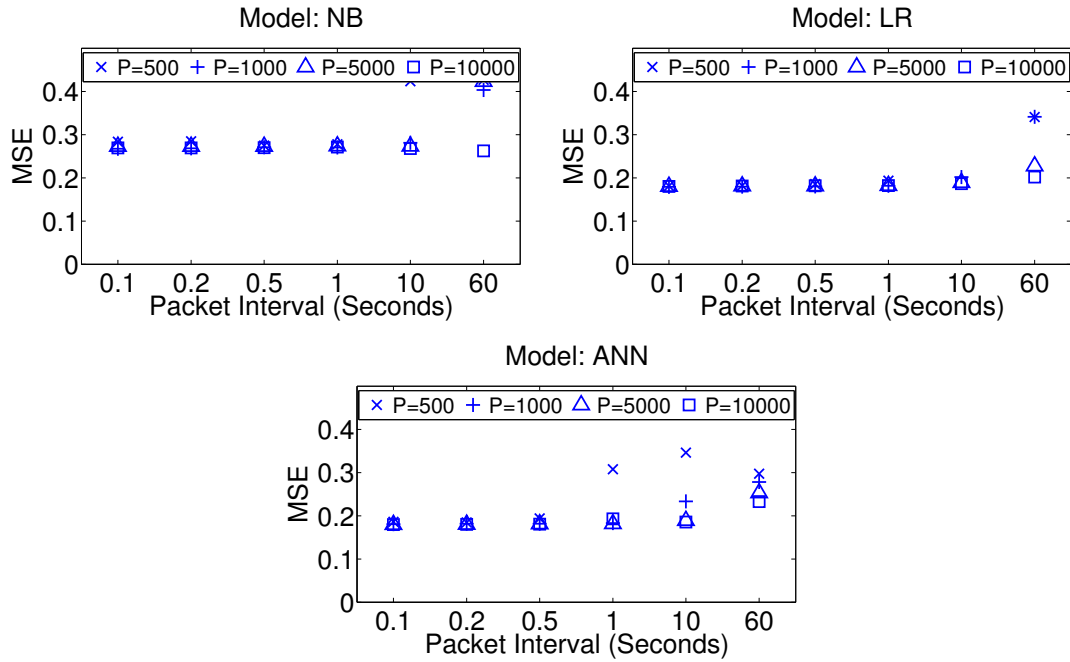 Model: NB
P=500 P=1000 P=5000 P=10000
0.4
0.3
0.2
0.1
0
MSE
0.1 0.2 0.5 1 10 60
Packet Interval (Seconds)
Model: LR
P=500 P=1000 P=5000 P=10000
0.4
0.3
0.2
0.1
0
MSE
0.1 0.2 0.5 1 10 60
Packet Interval (Seconds)
Model: ANN
P=500 P=1000 P=5000 P=10000
0.4
0.3
0.2
0.1
0
MSE
0.1 0.2 0.5 1 10 60
Packet Interval (Seconds)